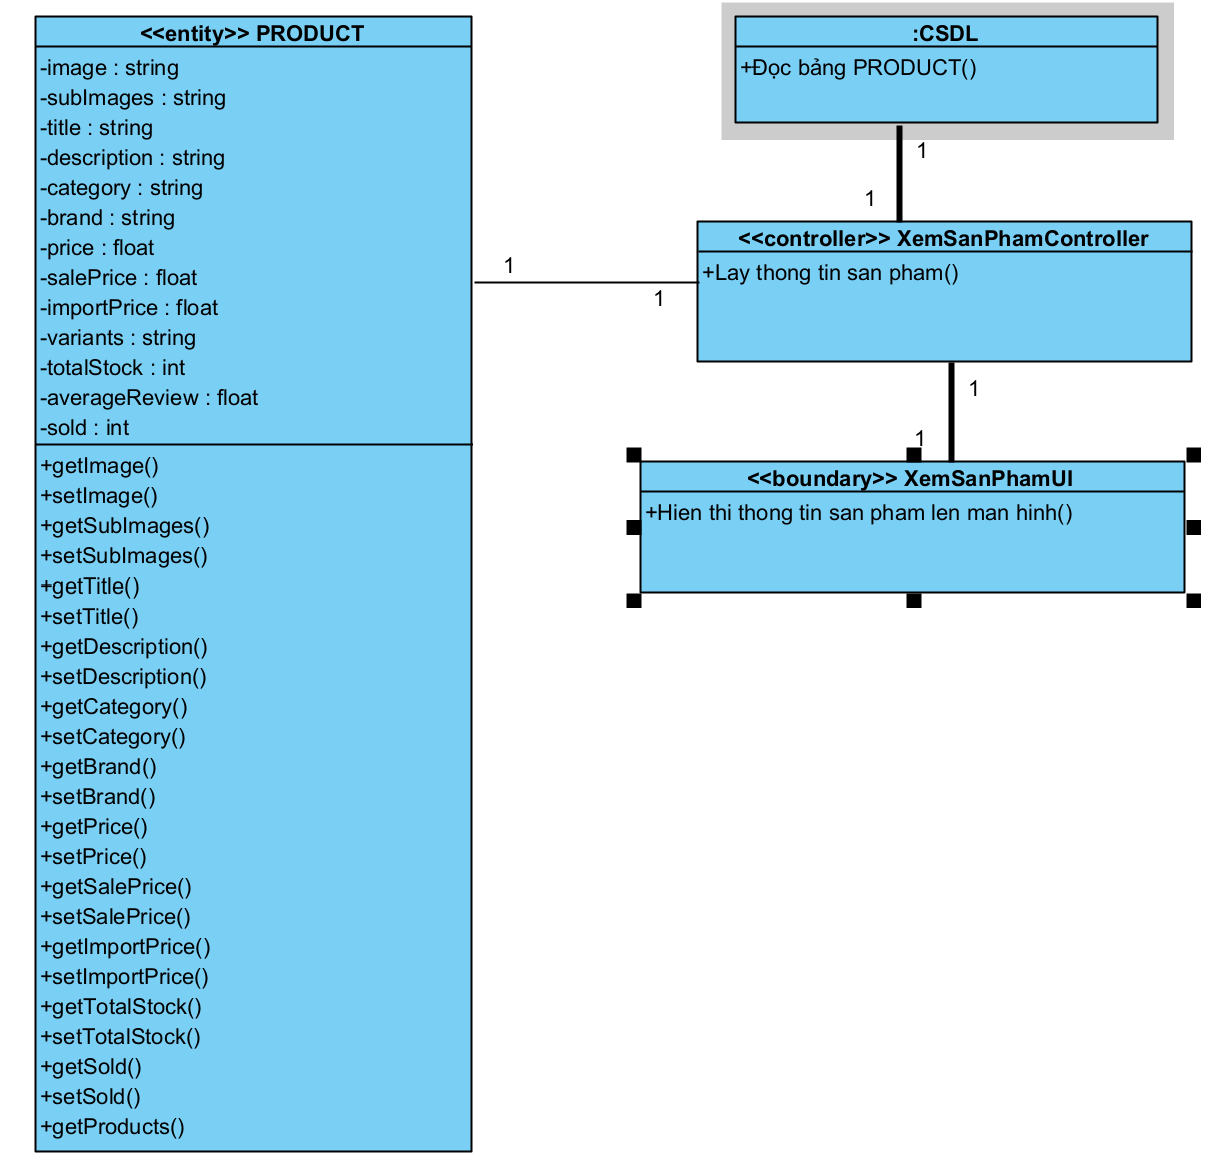 <<entity>> PRODUCT
-image : string
-subImages : string
-title : string
-description : string
-category : string
-brand : string
-price : float
-salePrice : float
-importPrice : float
-variants : string
-totalStock : int
-averageReview : float
-sold : int
+getImage()
+setImage()
+getSubImages()
+setSubImages()
+getTitle()
+setTitle()
+getDescription()
+setDescription()
+getCategory()
+setCategory()
+getBrand()
+setBrand()
+getPrice()
+setPrice()
+getSalePrice()
+setSalePrice()
+getImportPrice()
+setImportPrice()
+getTotalStock()
+setTotalStock()
+getSold()
+setSold()
+getProducts()
1
1
:CSDL
+Đọc bảng PRODUCT()
1
1
<<controller>> XemSanPhamController
+Lay thong tin san pham()
1
1
<<boundary>> XemSanPhamUI
+Hien thi thong tin san pham len man hinh()